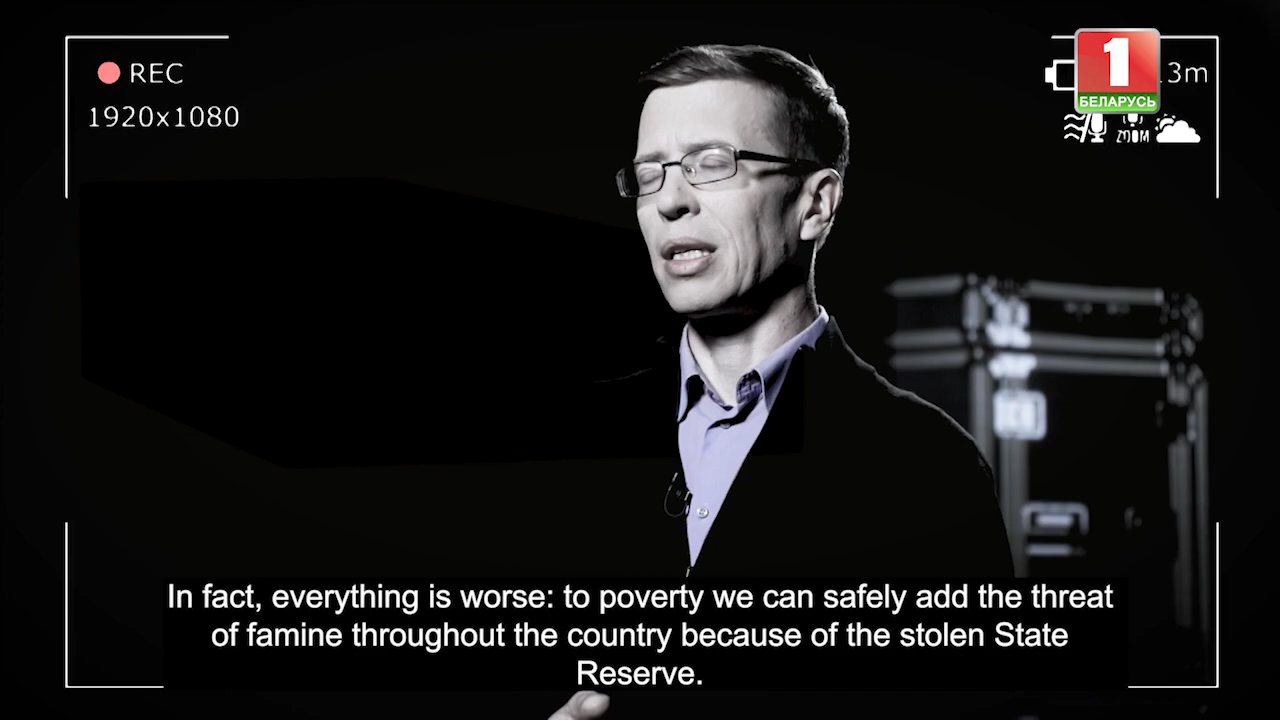 REC
1920x1080
1
БЕЛАРУСЬ
3m
ZOOM
In fact, everything is worse: to poverty we can safely add the threat
of famine throughout the country because of the stolen State
Reserve.